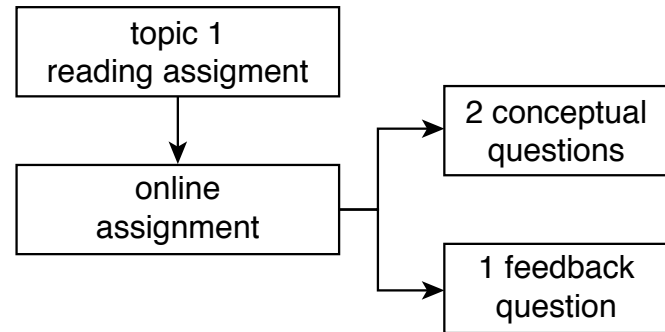 topic 1
reading assigment
online
assignment
2 conceptual
questions
1 feedback
question